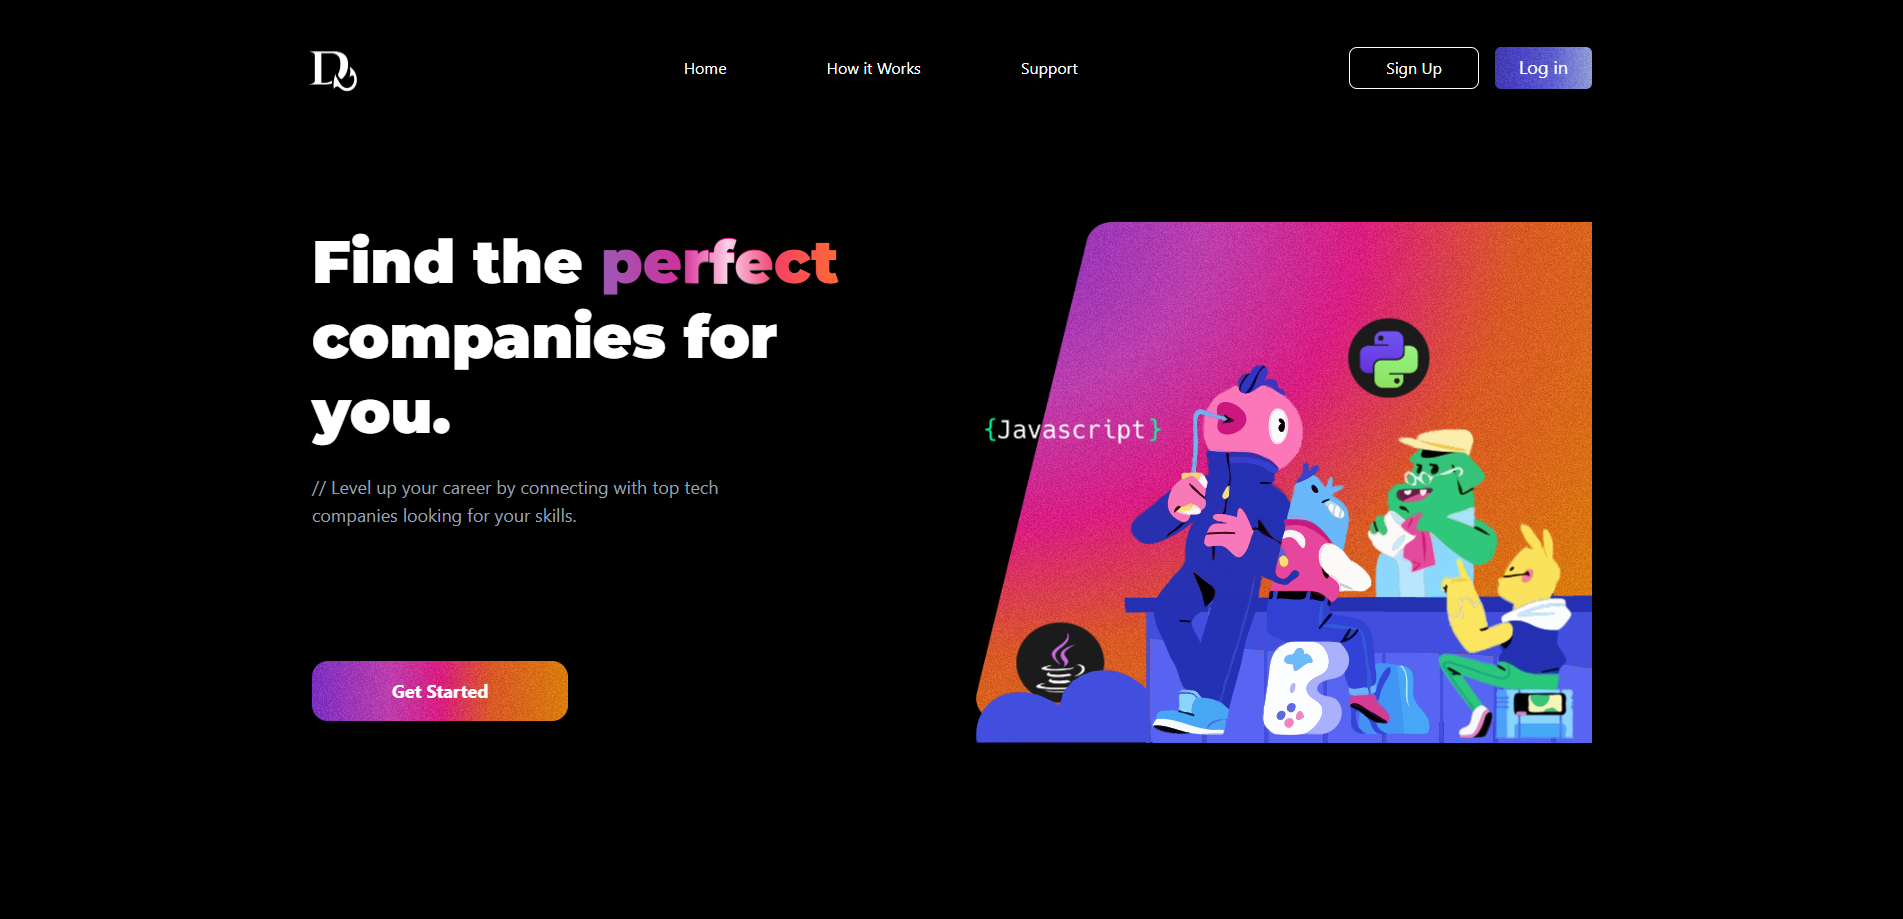 Home
How it Works
Support
Sign Up
Log in
Find the perfect
companies for
you.
// Level up your career by connecting with top tech
companies looking for your skills.
Get Started
{Javascript}